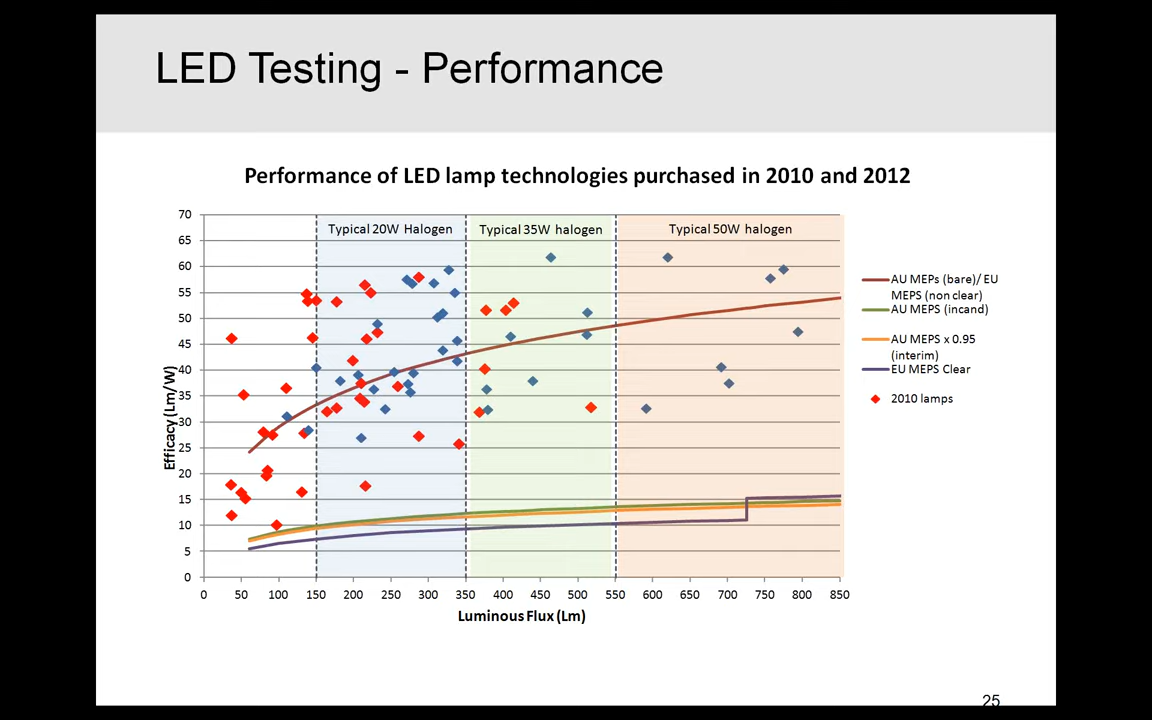 LED Testing - Performance
Performance of LED lamp technologies purchased in 2010 and 2012
Typical 20W Halogen
Typical 35W halogen
Typical 50W halogen
70
65
60
55
50
45
40
35
30
25
20
15
10
5
0
Efficacy (Lm/W)
0 50 100 150 200 250 300 350 400 450 500 550 600 650 700 750 800 850
Luminous Flux (Lm)
AU MEPs (bare)/ EU
MEPS (non clear)
AU MEPS (incand)
AU MEPS x 0.95
(interim)
EU MEPS Clear
2010 lamps
25